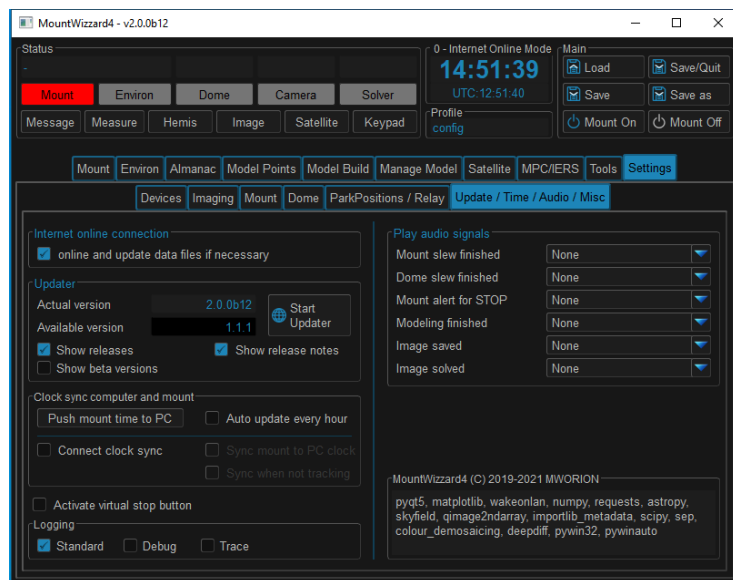 MountWizzard4 - v2.0.0b12
Status
-
Mount Environ Dome Camera Solver
Message Measure Hemis Image Satellite Keypad
0 - Internet Online Mode
14:51:39
UTC:12:51:40
Profile
config
Main
Load Save/Quit
Save Save as
Mount On Mount Off
Mount Environ Almanac Model Points Model Build Manage Model Satellite MPC/IERS Tools Settings
Devices Imaging Mount Dome ParkPositions / Relay Update / Time / Audio / Misc
Internet online connection
online and update data files if necessary
Updater
Actual version 2.0.0b12
Available version 1.1.1
Start
Updater
Show releases Show release notes
Show beta versions
Clock sync computer and mount
Push mount time to PC Auto update every hour
Connect clock sync Sync mount to PC clock
Sync when not tracking
Activate virtual stop button
Logging
Standard Debug Trace
Play audio signals
Mount slew finished None
Dome slew finished None
Mount alert for STOP None
Modeling finished None
Image saved None
Image solved None
MountWizzard4 (C) 2019-2021 MWORION
pyqt5, matplotlib, wakeonlan, numpy, requests, astropy,
skyfield, qimage2ndarray, importlib_metadata, scipy, sep,
colour_demosaicing, deepdiff, pywin32, pywinauto